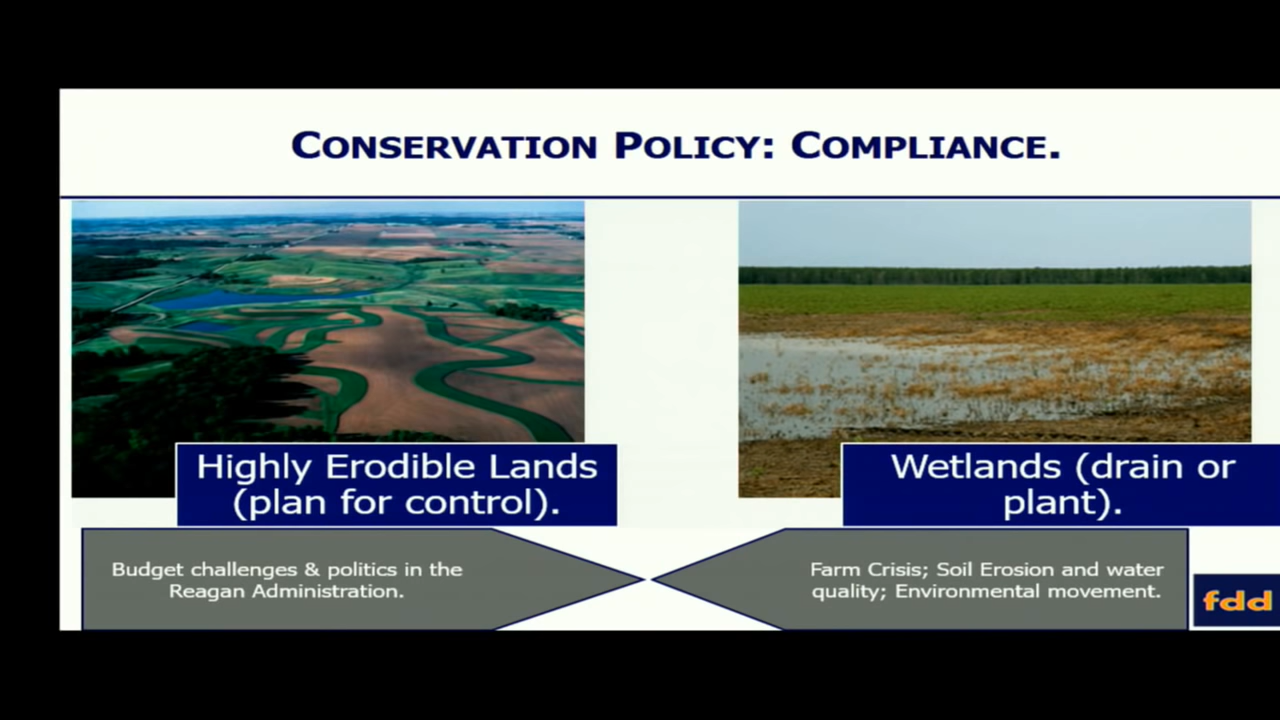 CONSERVATION POLICY: COMPLIANCE.
Highly Erodible Lands
(plan for control).
Wetlands (drain or
plant).
Budget challenges & politics in the
Reagan Administration.
Farm Crisis; Soil Erosion and water
quality; Environmental movement.
fdd